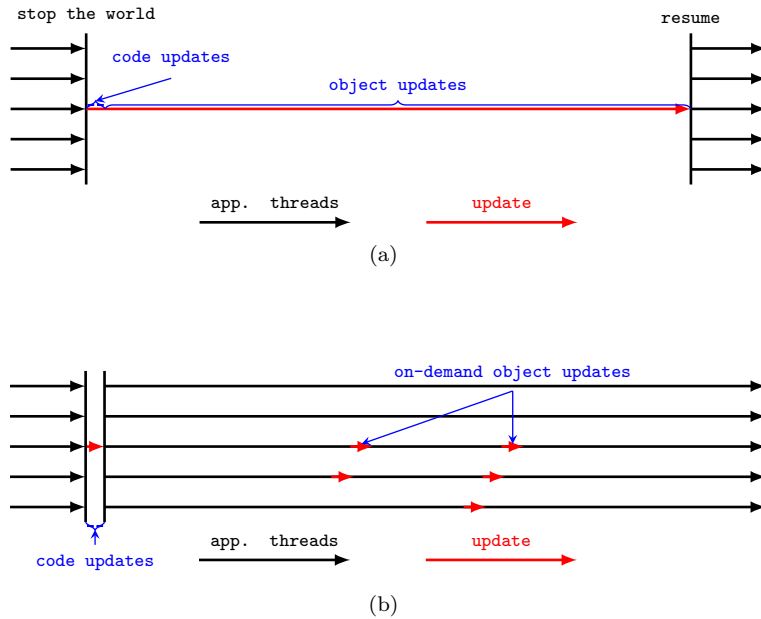 stop the world
resume
code updates
object updates
app. threads
update
(a)
on-demand object updates
code updates
app. threads
update
(b)